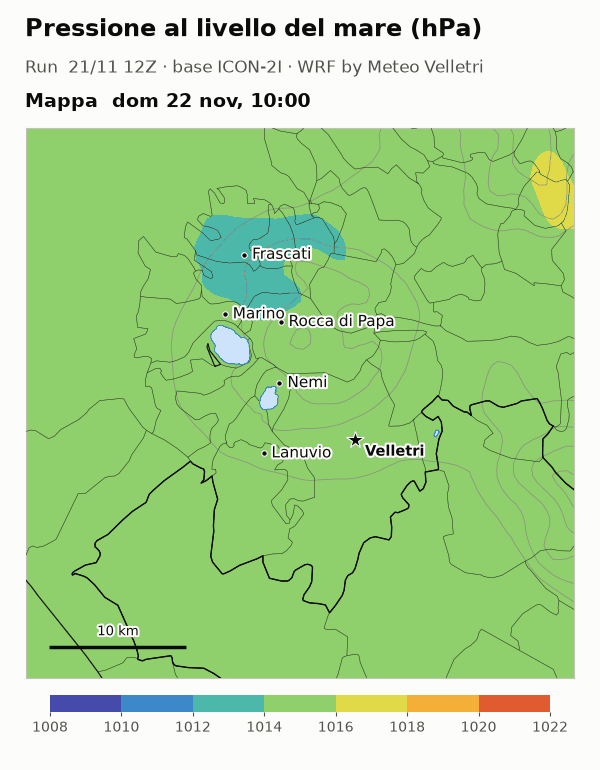 Pressione al livello del mare (hPa)
Run  21/11 12Z · base ICON-2I · WRF by Meteo Velletri
Mappa  dom 22 nov, 10:00
Frascati
Marino
Rocca di Papa
Nemi
Velletri
Lanuvio
10 km
1008 1010 1012 1014 1016 1018 1020 1022